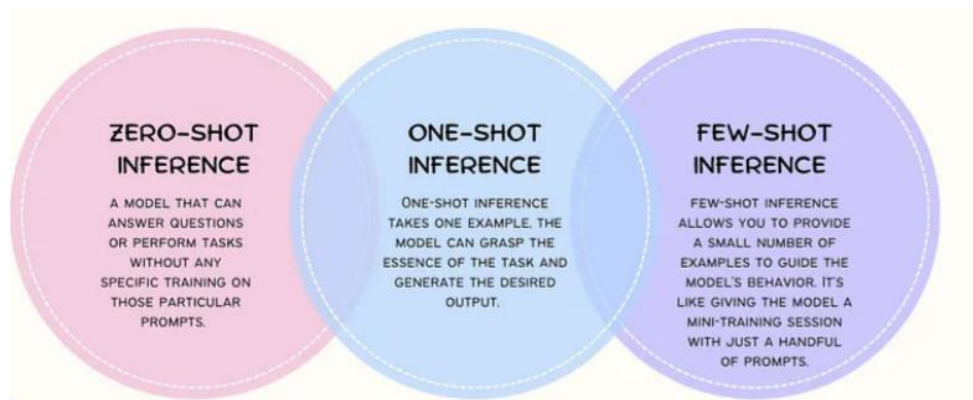 ZERO-SHOT
INFERENCE
A MODEL THAT CAN
ANSWER QUESTIONS
OR PERFORM TASKS
WITHOUT ANY
SPECIFIC TRAINING ON
THOSE PARTICULAR
PROMPTS.
ONE-SHOT
INFERENCE
ONE-SHOT INFERENCE
TAKES ONE EXAMPLE. THE
MODEL CAN GRASP THE
ESSENCE OF THE TASK AND
GENERATE THE DESIRED
OUTPUT.
FEW-SHOT
INFERENCE
FEW-SHOT INFERENCE
ALLOWS YOU TO PROVIDE
A SMALL NUMBER OF
EXAMPLES TO GUIDE THE
MODEL'S BEHAVIOR. IT'S
LIKE GIVING THE MODEL A
MINI-TRAINING SESSION
WITH JUST A HANDFUL
OF PROMPTS.